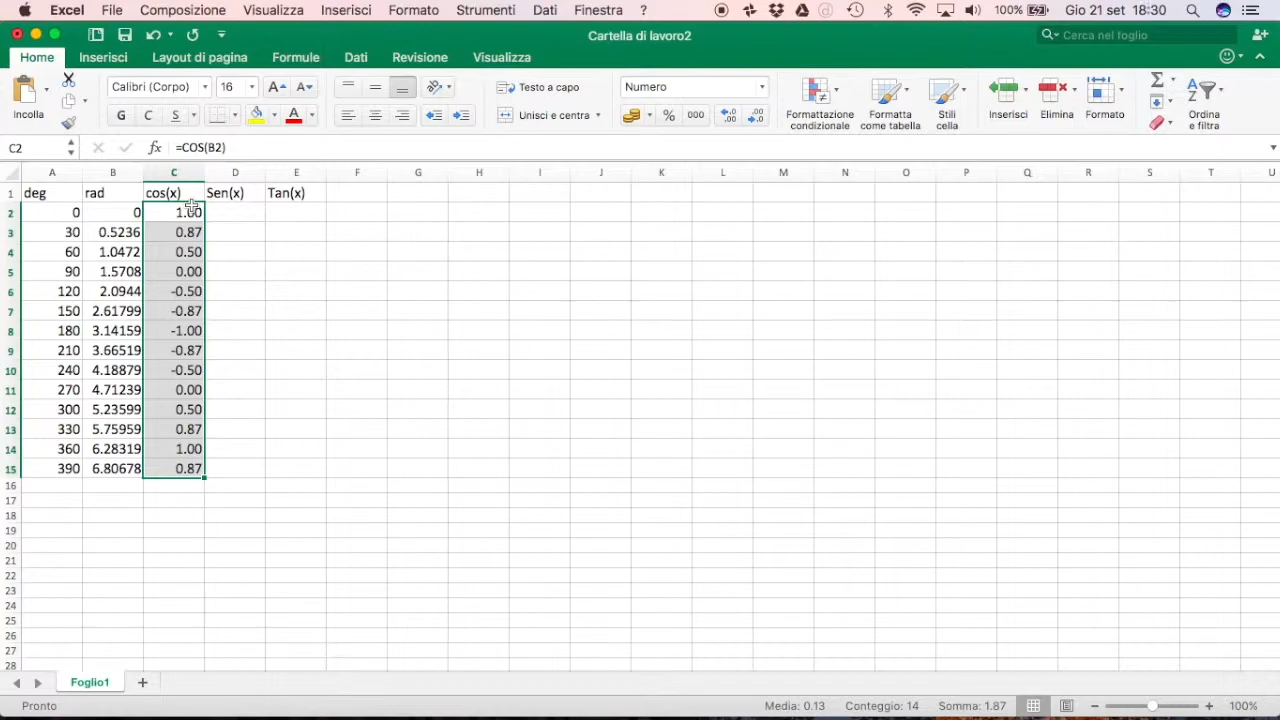 Excel File Composizione Visualizza Inserisci Formato Strumenti Dati Finestra ? 100% Gio 21 set 18:30
Cartella di lavoro2
Cerca nel foglio
Home Inserisci Layout di pagina Formule Dati Revisione Visualizza
Incolla
Calibri (Corpo) 16
G C S
Testo a capo
Unisci e centra
Numero
% 000
Formattazione condizionale
Formatta come tabella
Stili cella
Inserisci
Elimina
Formato
Ordina e filtra
C2 fx =COS(B2)
A B C D E F G H I J K L M N O P Q R S T U
1 deg rad cos(x) Sen(x) Tan(x)
2 0 0 1.00
3 30 0.5236 0.87
4 60 1.0472 0.50
5 90 1.5708 0.00
6 120 2.0944 -0.50
7 150 2.61799 -0.87
8 180 3.14159 -1.00
9 210 3.66519 -0.87
10 240 4.18879 -0.50
11 270 4.71239 0.00
12 300 5.23599 0.50
13 330 5.75959 0.87
14 360 6.28319 1.00
15 390 6.80678 0.87
16
17
18
19
20
21
22
23
24
25
26
27
28
Foglio1
Pronto Media: 0.13 Conteggio: 14 Somma: 1.87 100%